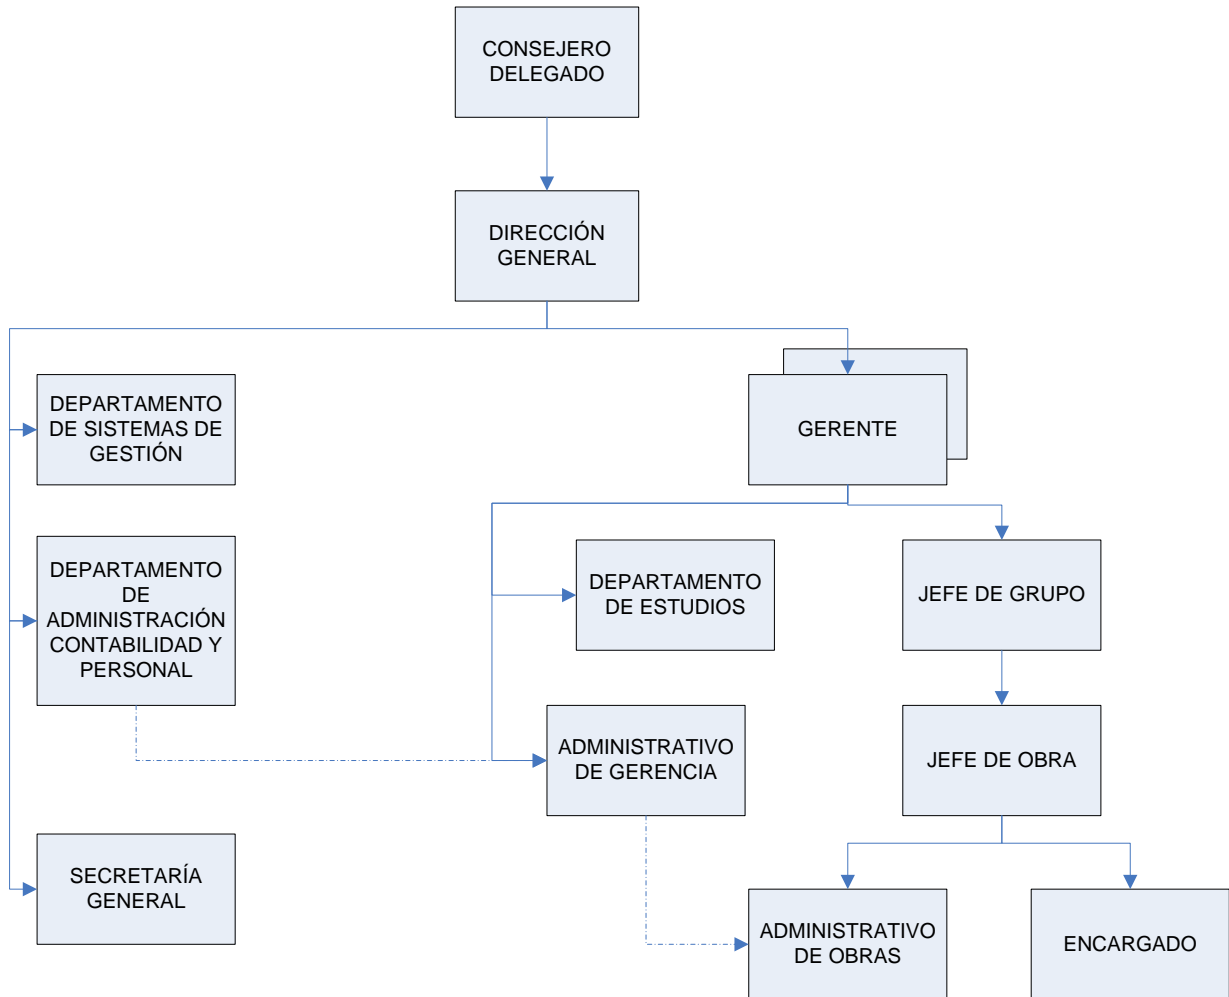 CONSEJERO
DELEGADO
DIRECCIÓN
GENERAL
DEPARTAMENTO
DE SISTEMAS DE
GESTIÓN
GERENTE
DEPARTAMENTO
DE
ADMINISTRACIÓN
CONTABILIDAD Y
PERSONAL
DEPARTAMENTO
DE ESTUDIOS
JEFE DE GRUPO
ADMINISTRATIVO
DE GERENCIA
JEFE DE OBRA
SECRETARÍA
GENERAL
ADMINISTRATIVO
DE OBRAS
ENCARGADO